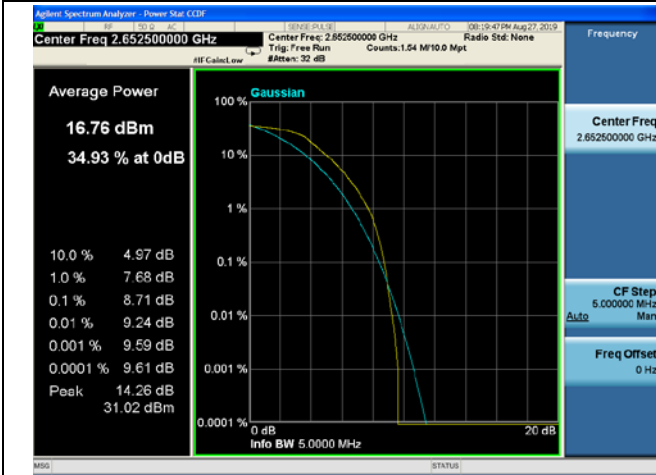 Agilent Spectrum Analyzer - Power Stat CCDF
RF 50 Ω AC SENSE:PULSE ALIGNAUTO 08:19:47 PM Aug 27, 2019
Center Freq 2.652500000 GHz
Center Freq: 2.652500000 GHz Radio Std: None
Trig: Free Run Counts:1.54 M/10.0 Mpt
#IFGain:Low #Atten: 32 dB
Frequency
Average Power
16.76 dBm
34.93 % at 0dB
10.0 % 4.97 dB
1.0 % 7.68 dB
0.1 % 8.71 dB
0.01 % 9.24 dB
0.001 % 9.59 dB
0.0001 % 9.61 dB
Peak 14.26 dB
31.02 dBm
Gaussian
100 %
10 %
1 %
0.1 %
0.01 %
0.001 %
0.0001 %
0 dB 20 dB
Info BW 5.0000 MHz
Center Freq
2.652500000 GHz
CF Step
5.000000 MHz
Auto Man
Freq Offset
0 Hz
MSG STATUS